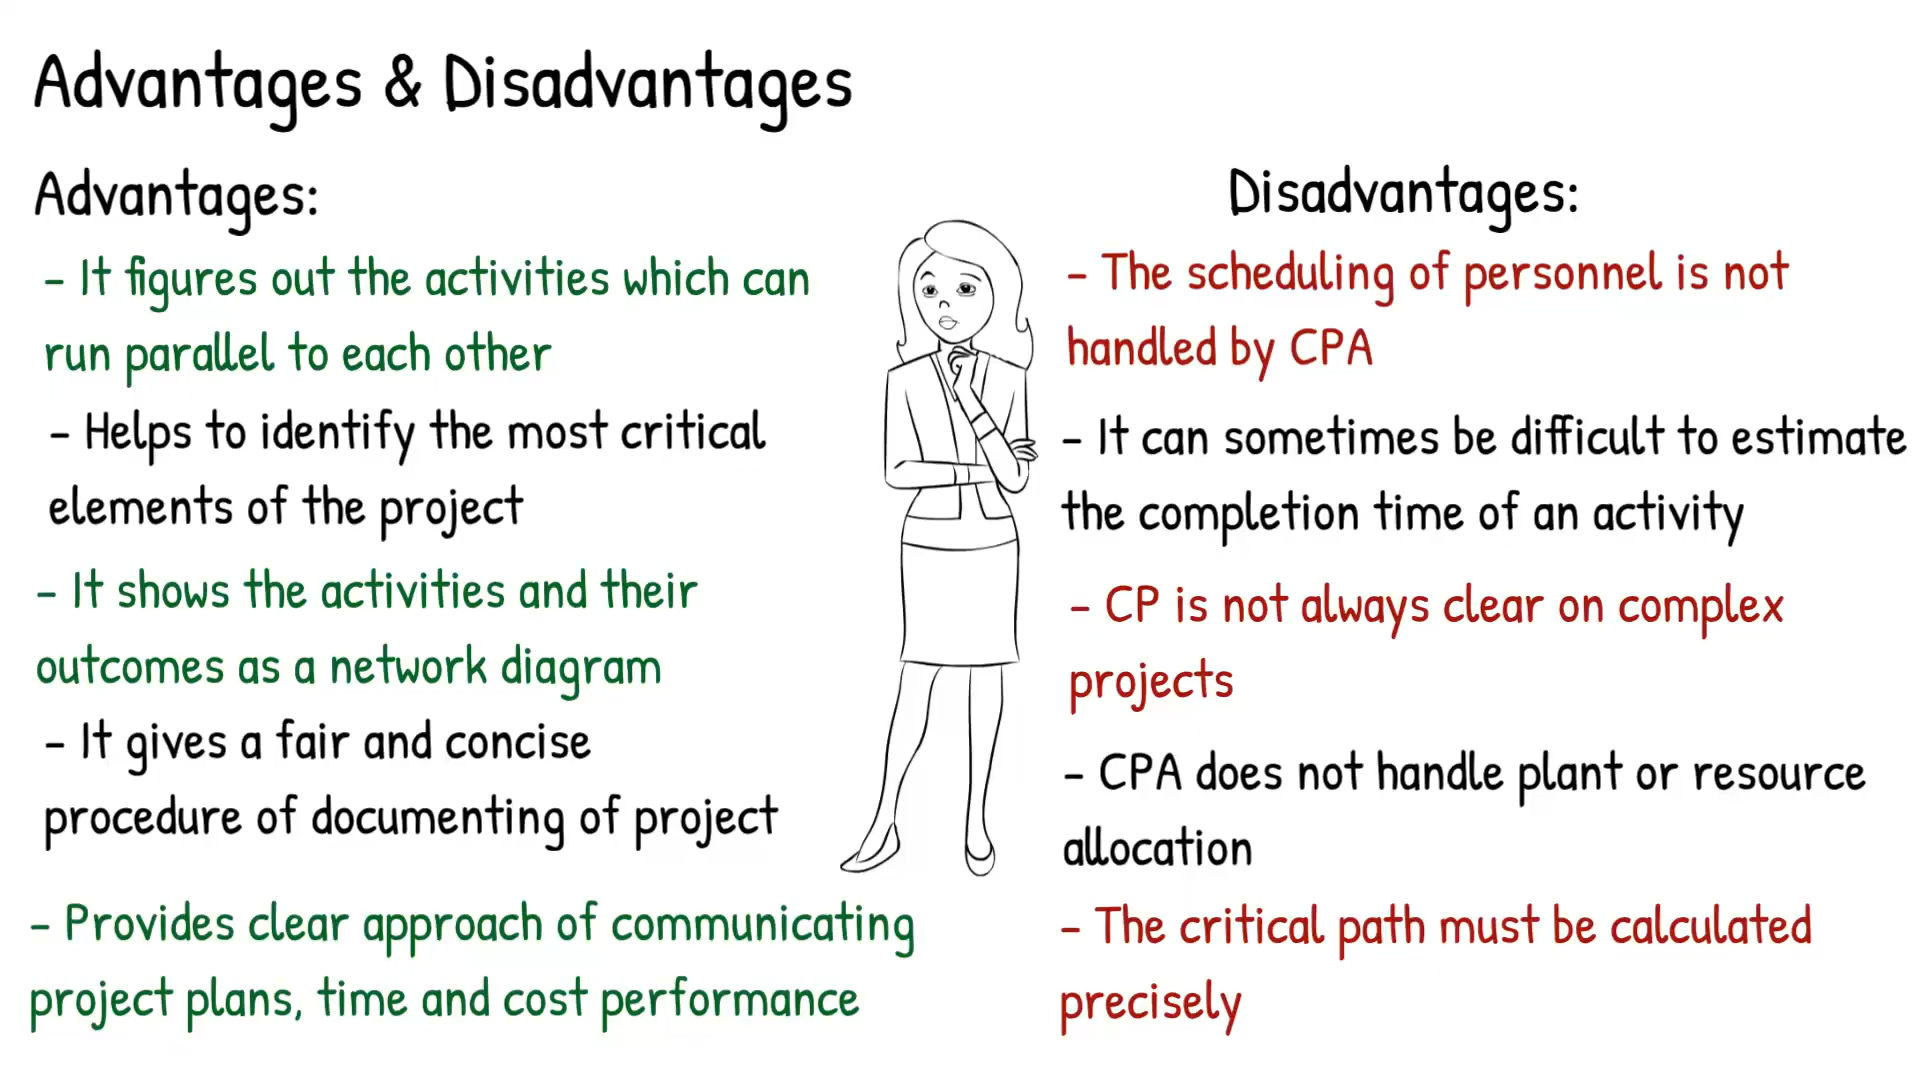 Advantages & Disadvantages
Advantages:
- It figures out the activities which can
run parallel to each other
- Helps to identify the most critical
elements of the project
- It shows the activities and their
outcomes as a network diagram
- It gives a fair and concise
procedure of documenting of project
- Provides clear approach of communicating
project plans, time and cost performance
Disadvantages:
- The scheduling of personnel is not
handled by CPA
- It can sometimes be difficult to estimate
the completion time of an activity
- CP is not always clear on complex
projects
- CPA does not handle plant or resource
allocation
- The critical path must be calculated
precisely